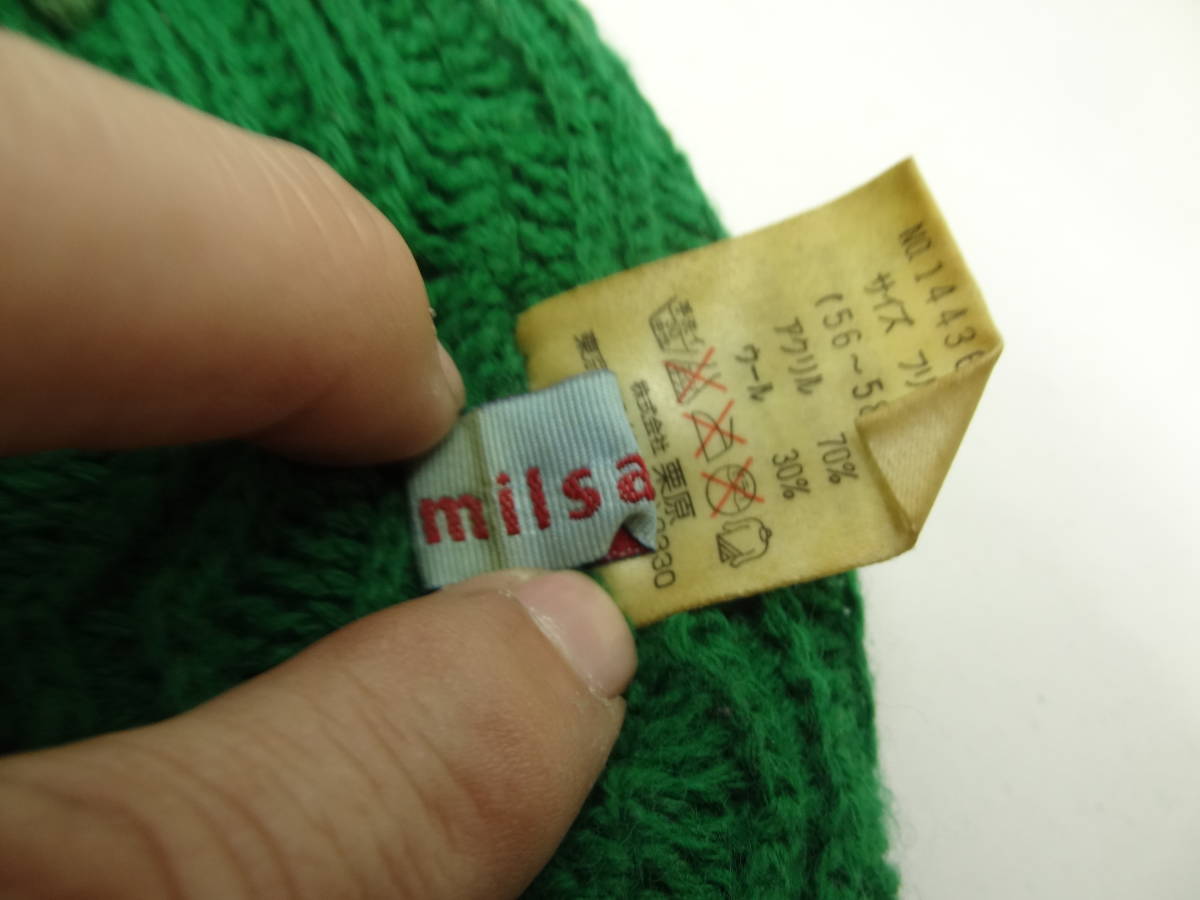 NO.1443
サイズ フリ
(56～58
アクリル 70%
ウール 30%
株式会社 栗原
330
milsa